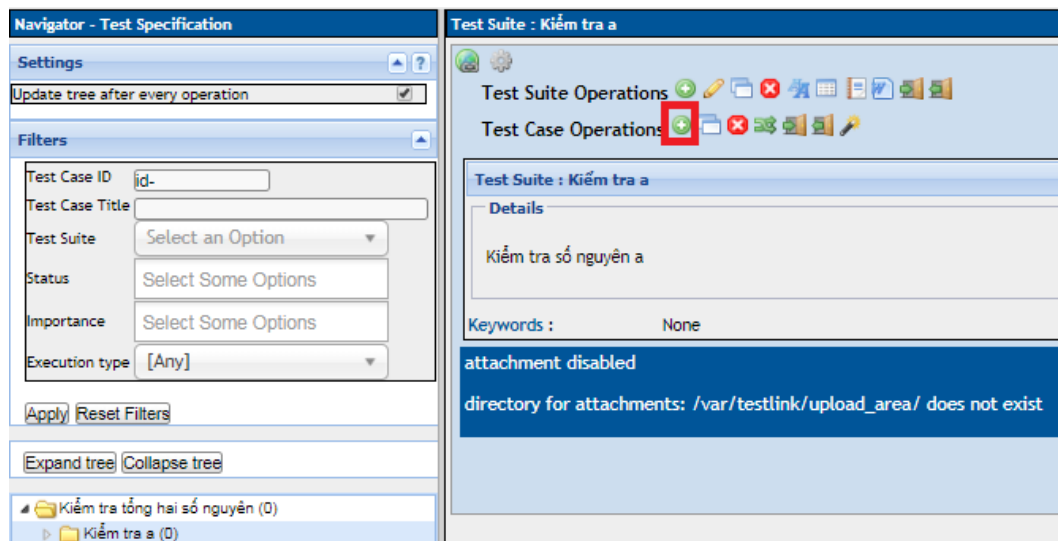 Navigator - Test Specification
Settings
?
Update tree after every operation
Filters
Test Case ID id-
Test Case Title
Test Suite Select an Option
Status Select Some Options
Importance Select Some Options
Execution type [Any]
Apply Reset Filters
Expand tree Collapse tree
Kiểm tra tổng hai số nguyên (0)
Kiểm tra a (0)
Test Suite : Kiểm tra a
Test Suite Operations
Test Case Operations
Test Suite : Kiểm tra a
Details
Kiểm tra số nguyên a
Keywords : None
attachment disabled
directory for attachments: /var/testlink/upload_area/ does not exist